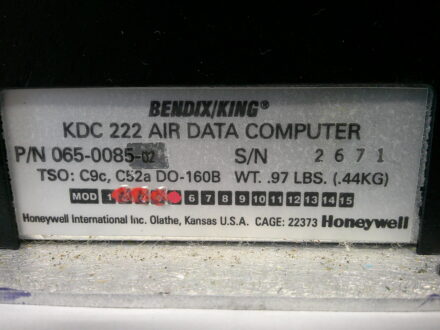 BENDIX/KING®
KDC 222 AIR DATA COMPUTER
P/N 065-0085-02 S/N 2671
TSO: C9c, C52a DO-160B WT. .97 LBS. (.44KG)
MOD 1 6 7 8 9 10 11 12 13 14 15
Honeywell International Inc. Olathe, Kansas U.S.A. CAGE: 22373 Honeywell